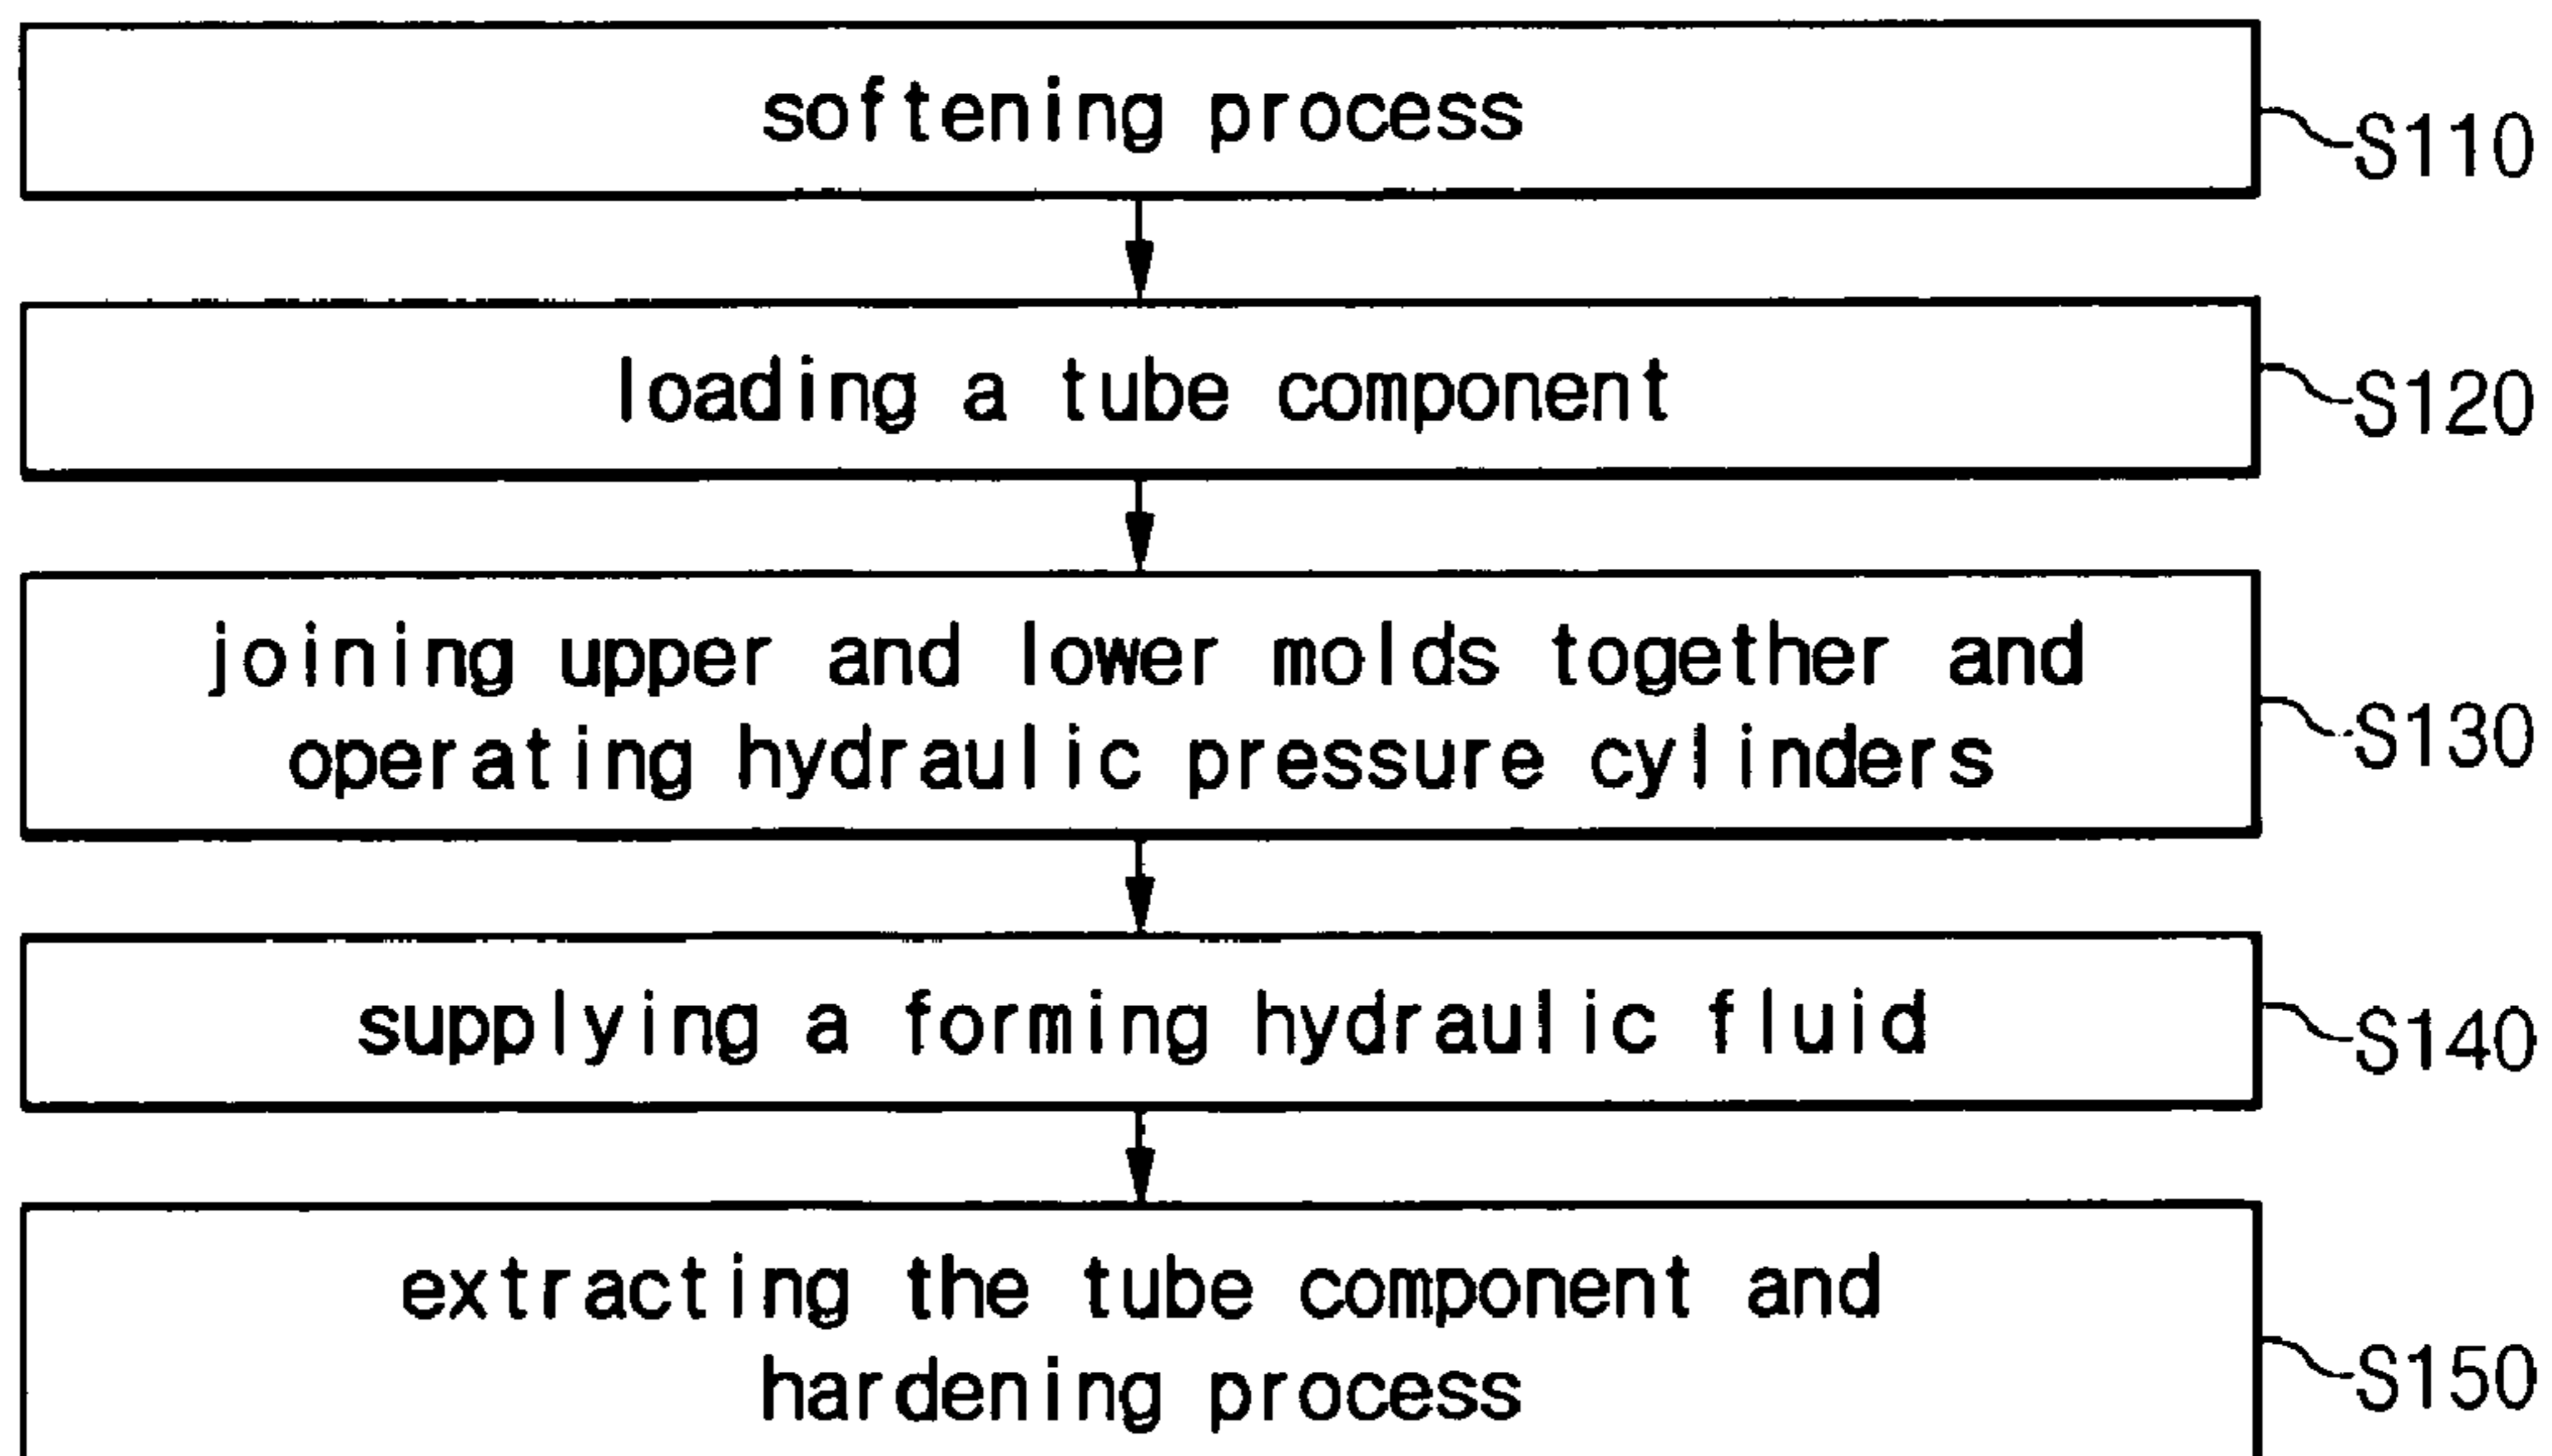 softening process
S110
loading a tube component
S120
joining upper and lower molds together and
operating hydraulic pressure cylinders
S130
supplying a forming hydraulic fluid
S140
extracting the tube component and
hardening process
S150